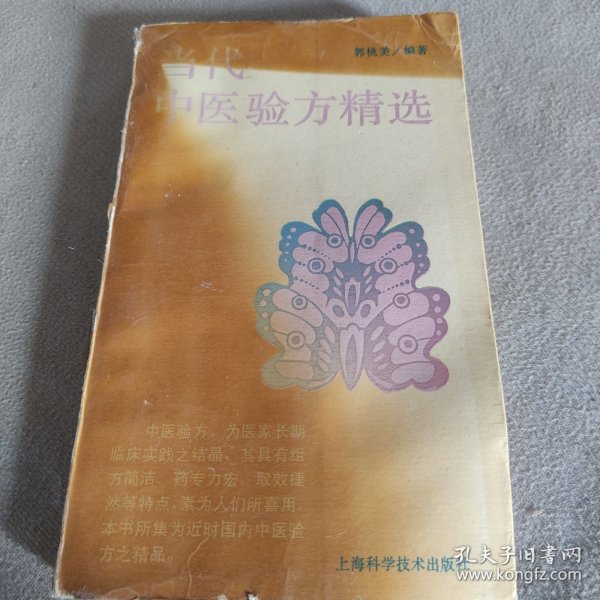 郭桃美／编著
当代
中医验方精选
中医验方，为医家长期
临床实践之结晶，其具有组
方简洁、药专力宏、取效捷
然等特点，素为人们所喜用，
本书所集为近时国内中医验
方之精品。
上海科学技术出版社
孔夫子旧书网
www.kongfz.com